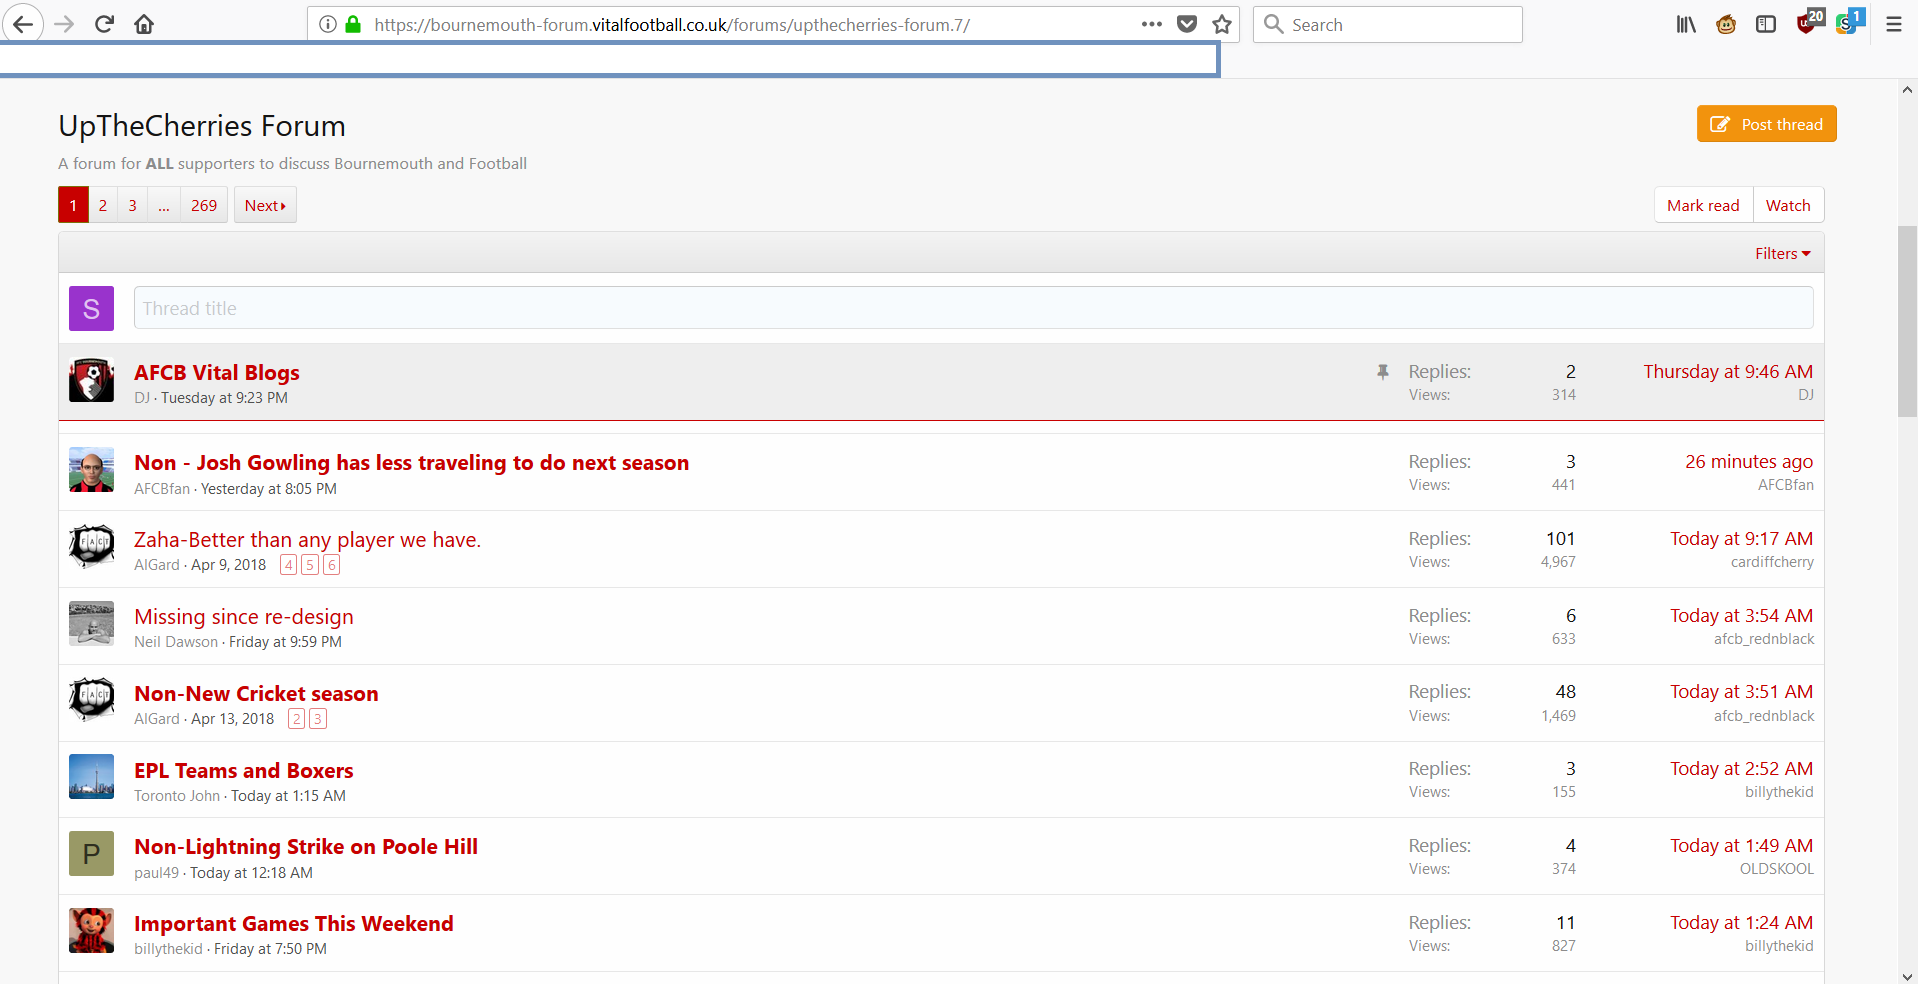 https://bournemouth-forum.vitalfootball.co.uk/forums/upthecherries-forum.7/
Search
20
1
UpTheCherries Forum
Post thread
A forum for ALL supporters to discuss Bournemouth and Football
1 2 3 ... 269 Next
Mark read Watch
Filters
S Thread title
AFCB Vital Blogs Replies: 2 Thursday at 9:46 AM
DJ · Tuesday at 9:23 PM Views: 314 DJ
Non - Josh Gowling has less traveling to do next season Replies: 3 26 minutes ago
AFCBfan · Yesterday at 8:05 PM Views: 441 AFCBfan
FACT
Zaha-Better than any player we have. Replies: 101 Today at 9:17 AM
AlGard · Apr 9, 2018 4 5 6 Views: 4,967 cardiffcherry
Missing since re-design Replies: 6 Today at 3:54 AM
Neil Dawson · Friday at 9:59 PM Views: 633 afcb_rednblack
FACT
Non-New Cricket season Replies: 48 Today at 3:51 AM
AlGard · Apr 13, 2018 2 3 Views: 1,469 afcb_rednblack
EPL Teams and Boxers Replies: 3 Today at 2:52 AM
Toronto John · Today at 1:15 AM Views: 155 billythekid
P
Non-Lightning Strike on Poole Hill Replies: 4 Today at 1:49 AM
paul49 · Today at 12:18 AM Views: 374 OLDSKOOL
Important Games This Weekend Replies: 11 Today at 1:24 AM
billythekid · Friday at 7:50 PM Views: 827 billythekid